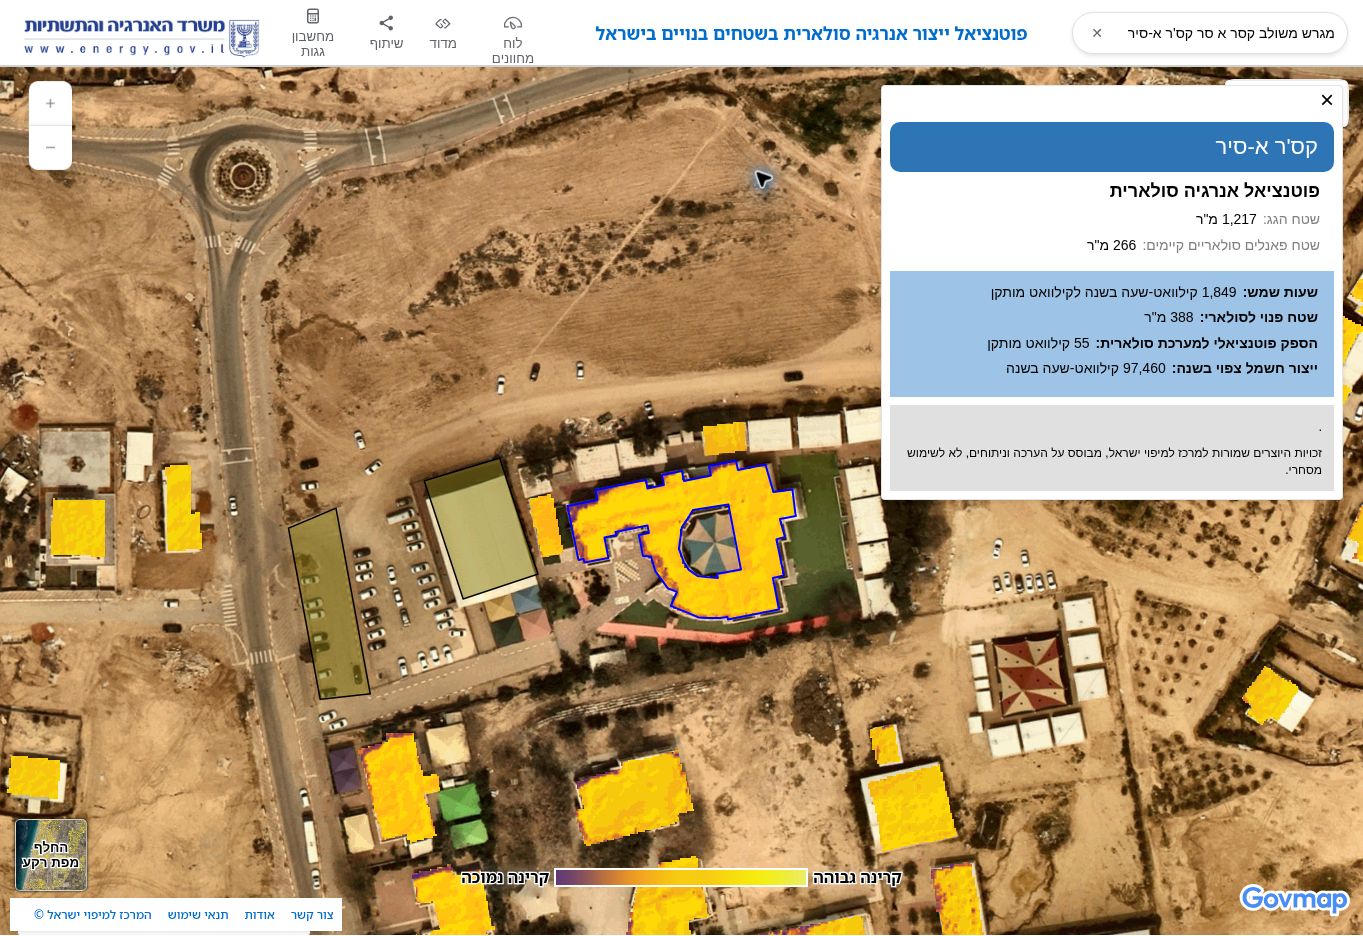 משרד האנרגיה והתשתיות
www.energy.gov.il
מחשבון גגות
שיתוף
מדוד
לוח מחוונים
פוטנציאל ייצור אנרגיה סולארית בשטחים בנויים בישראל
מגרש משולב קסר א סר קס'ר א-סיר
קס'ר א-סיר
פוטנציאל אנרגיה סולארית
שטח הגג: 1,217 מ"ר
שטח פאנלים סולאריים קיימים: 266 מ"ר
שעות שמש: 1,849 קילוואט-שעה בשנה לקילוואט מותקן
שטח פנוי לסולארי: 388 מ"ר
הספק פוטנציאלי למערכת סולארית: 55 קילוואט מותקן
ייצור חשמל צפוי בשנה: 97,460 קילוואט-שעה בשנה
.
זכויות היוצרים שמורות למרכז למיפוי ישראל, מבוסס על הערכה וניתוחים, לא לשימוש
מסחרי.
החלף
מפת רקע
קרינה גבוהה
קרינה נמוכה
צור קשר אודות תנאי שימוש המרכז למיפוי ישראל ©
Govmap